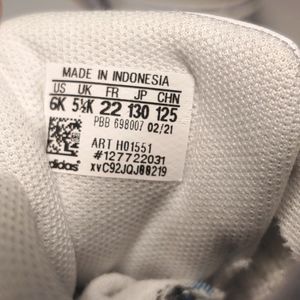 MADE IN INDONESIA
US UK FR JP CHN
6K 5½K 22 130 125
PBB 698007 02/21
ART H01551
#127722031
adidas xvC92JQJ00219